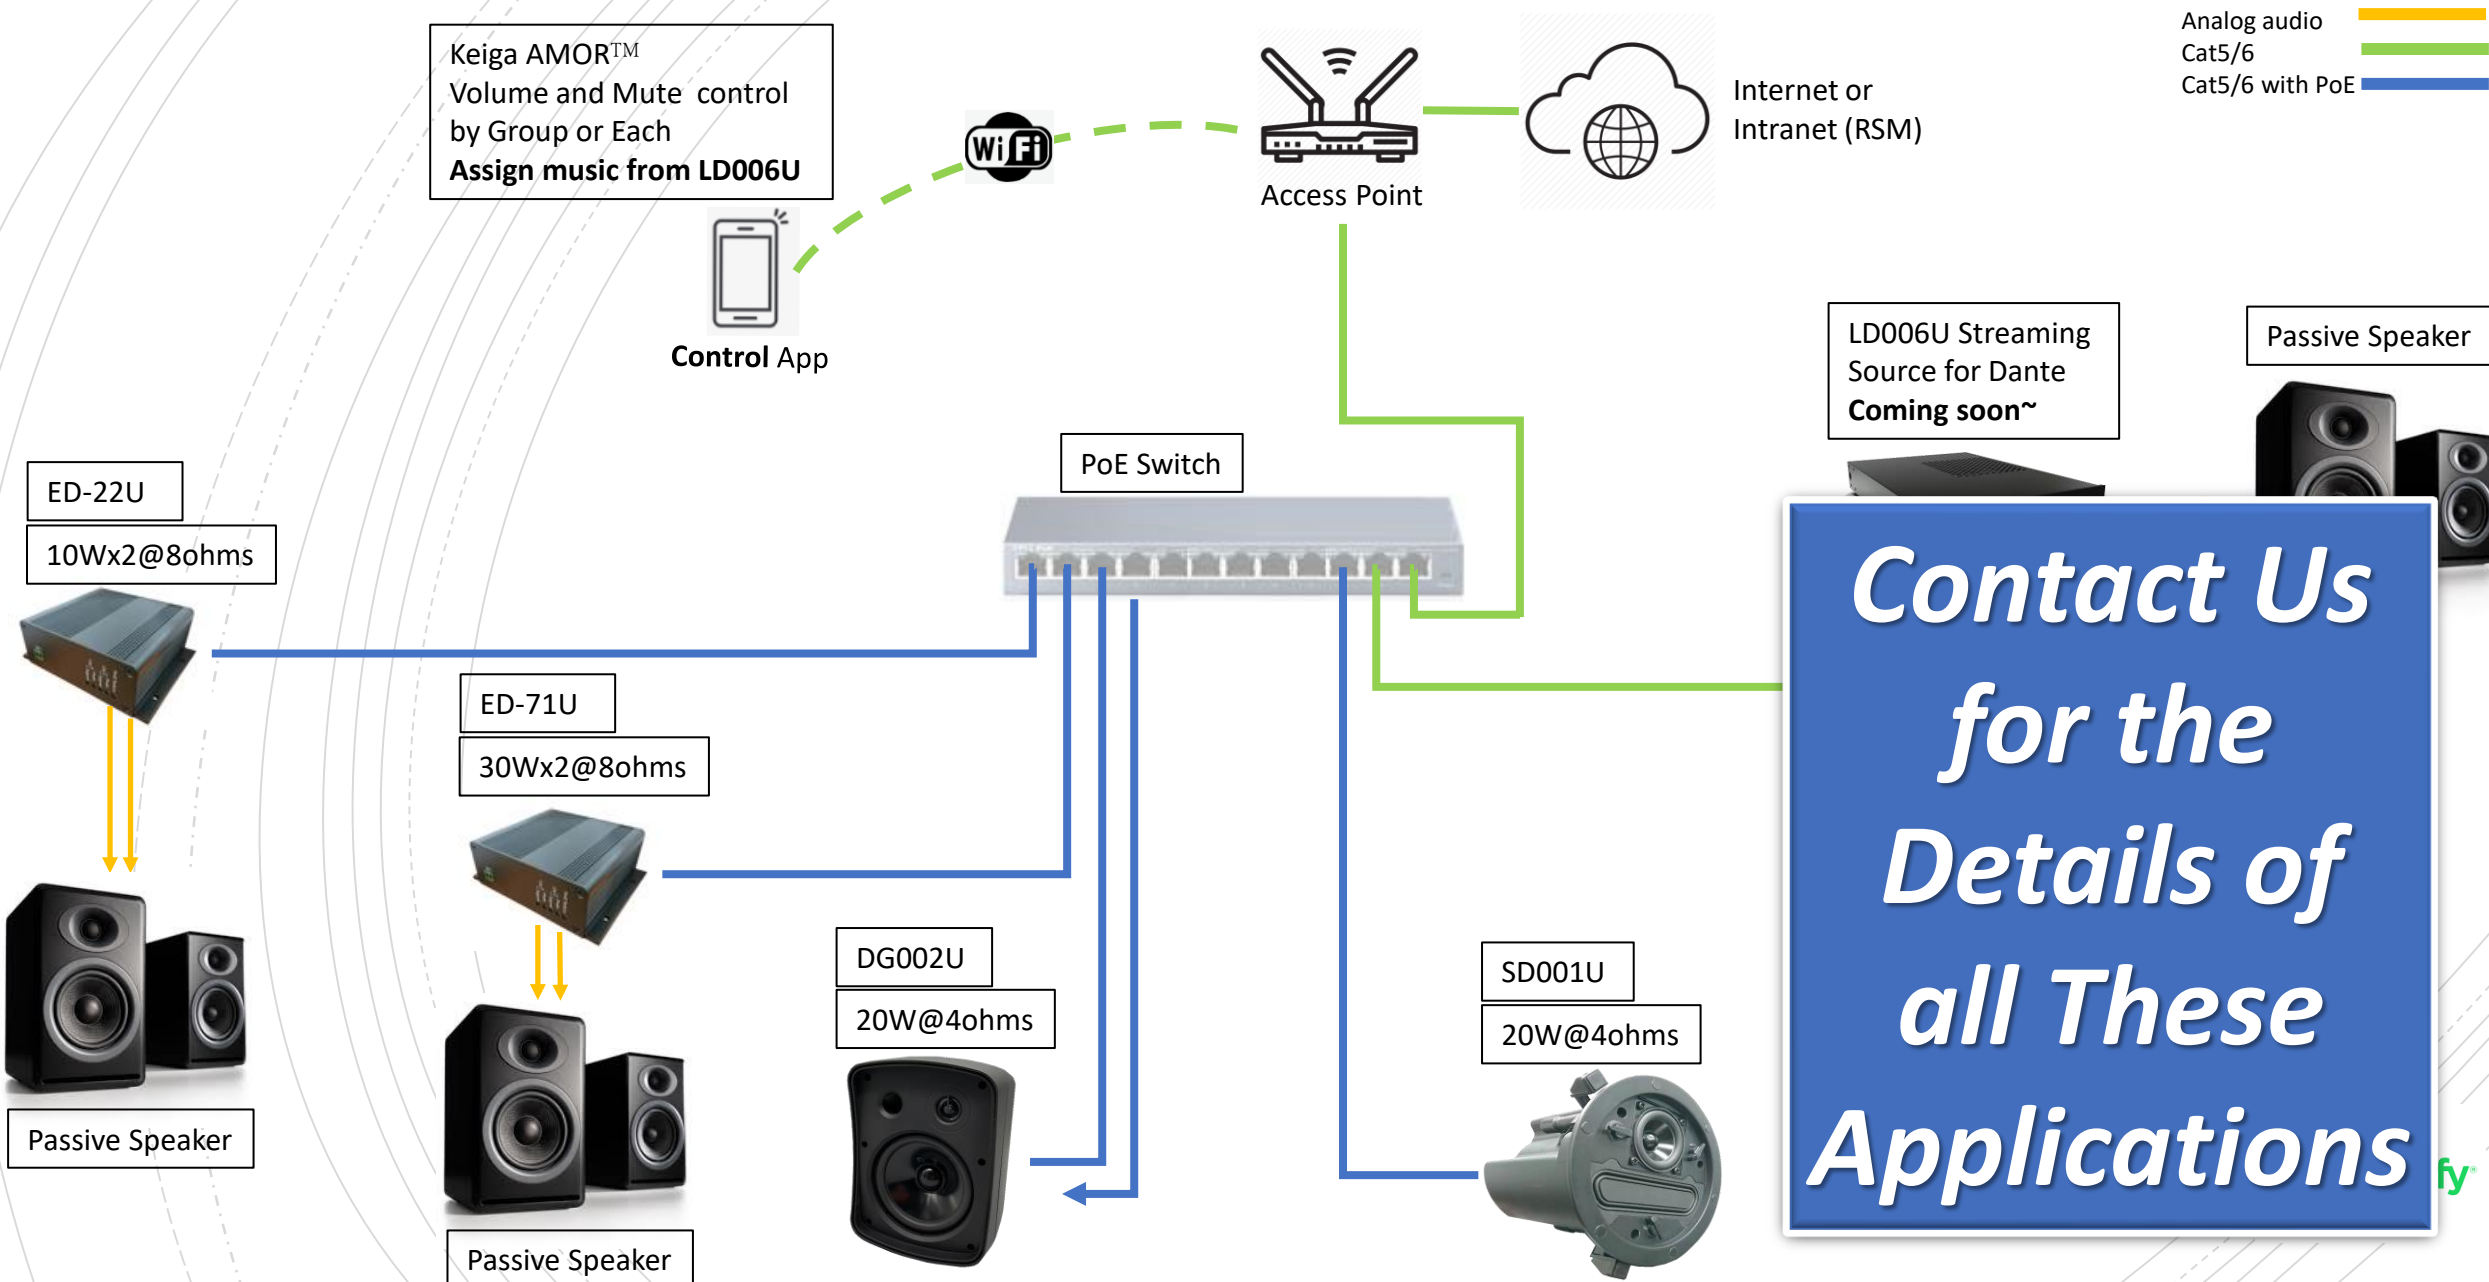 Analog audio
Cat5/6
Cat5/6 with PoE
Keiga AMOR™
Volume and Mute control
by Group or Each
Assign music from LD006U
WiFi
Access Point
Internet or
Intranet (RSM)
Control App
LD006U Streaming
Source for Dante
Coming soon~
Passive Speaker
PoE Switch
ED-22U
10Wx2@8ohms
ED-71U
30Wx2@8ohms
DG002U
20W@4ohms
SD001U
20W@4ohms
Passive Speaker
Passive Speaker
Contact Us
for the
Details of
all These
Applications
fy